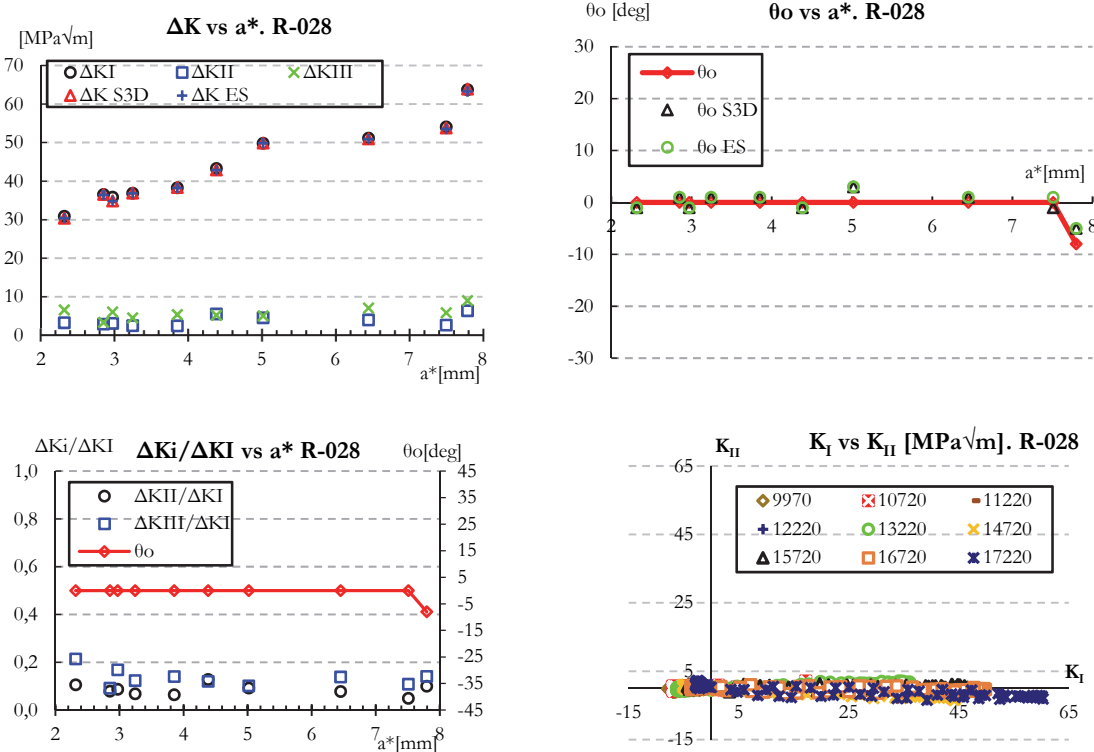 ΔK vs a*. R-028
[MPa√m]
ΔKI ΔKII ΔKIII
ΔK S3D ΔK ES
70
60
50
40
30
20
10
0
2 3 4 5 6 7 8
a*[mm]
θo [deg]
θo vs a*. R-028
θo
θo S3D
θo ES
30
20
10
0
-10
-20
-30
a*[mm]
2 3 4 5 6 7 8
ΔKi/ΔKI
ΔKi/ΔKI vs a* R-028
θo[deg]
ΔKII/ΔKI
ΔKIII/ΔKI
θo
1,0
0,8
0,6
0,4
0,2
0,0
45
35
25
15
5
-5
-15
-25
-35
-45
2 3 4 5 6 7 8
a*[mm]
KII
KI vs KII [MPa√m]. R-028
9970 10720 11220
12220 13220 14720
15720 16720 17220
65
45
25
5
-15
KI
-15 5 25 45 65